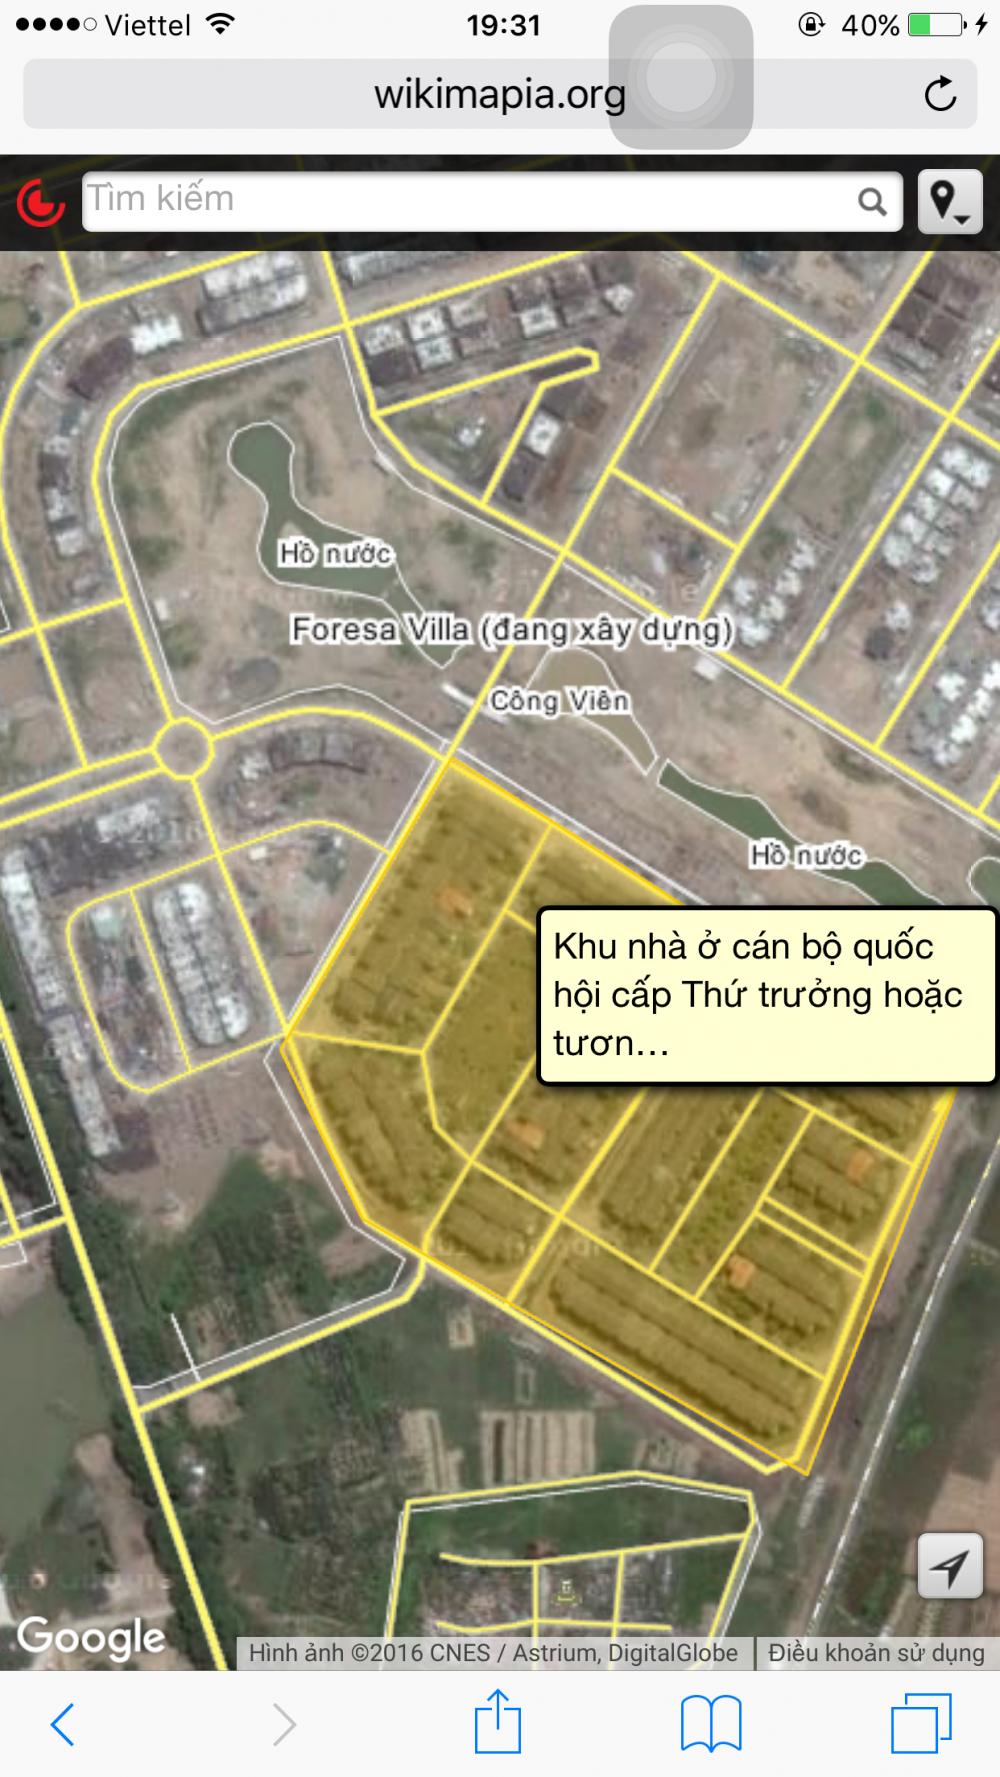 Viettel 19:31 40%
wikimapia.org
Tìm kiếm
Hồ nước
Foresa Villa (đang xây dựng)
Công Viên
Hồ nước
Khu nhà ở cán bộ quốc
hội cấp Thứ trưởng hoặc
tươn...
Google
Hình ảnh ©2016 CNES / Astrium, DigitalGlobe
Điều khoản sử dụng